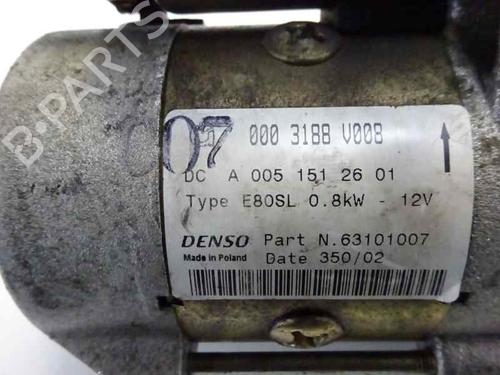 B-PARTS
007
000 3188 V008
DC A 005 151 26 01
Type E80SL 0.8kW - 12V
DENSO Part N.63101007
Made in Poland Date 350/02